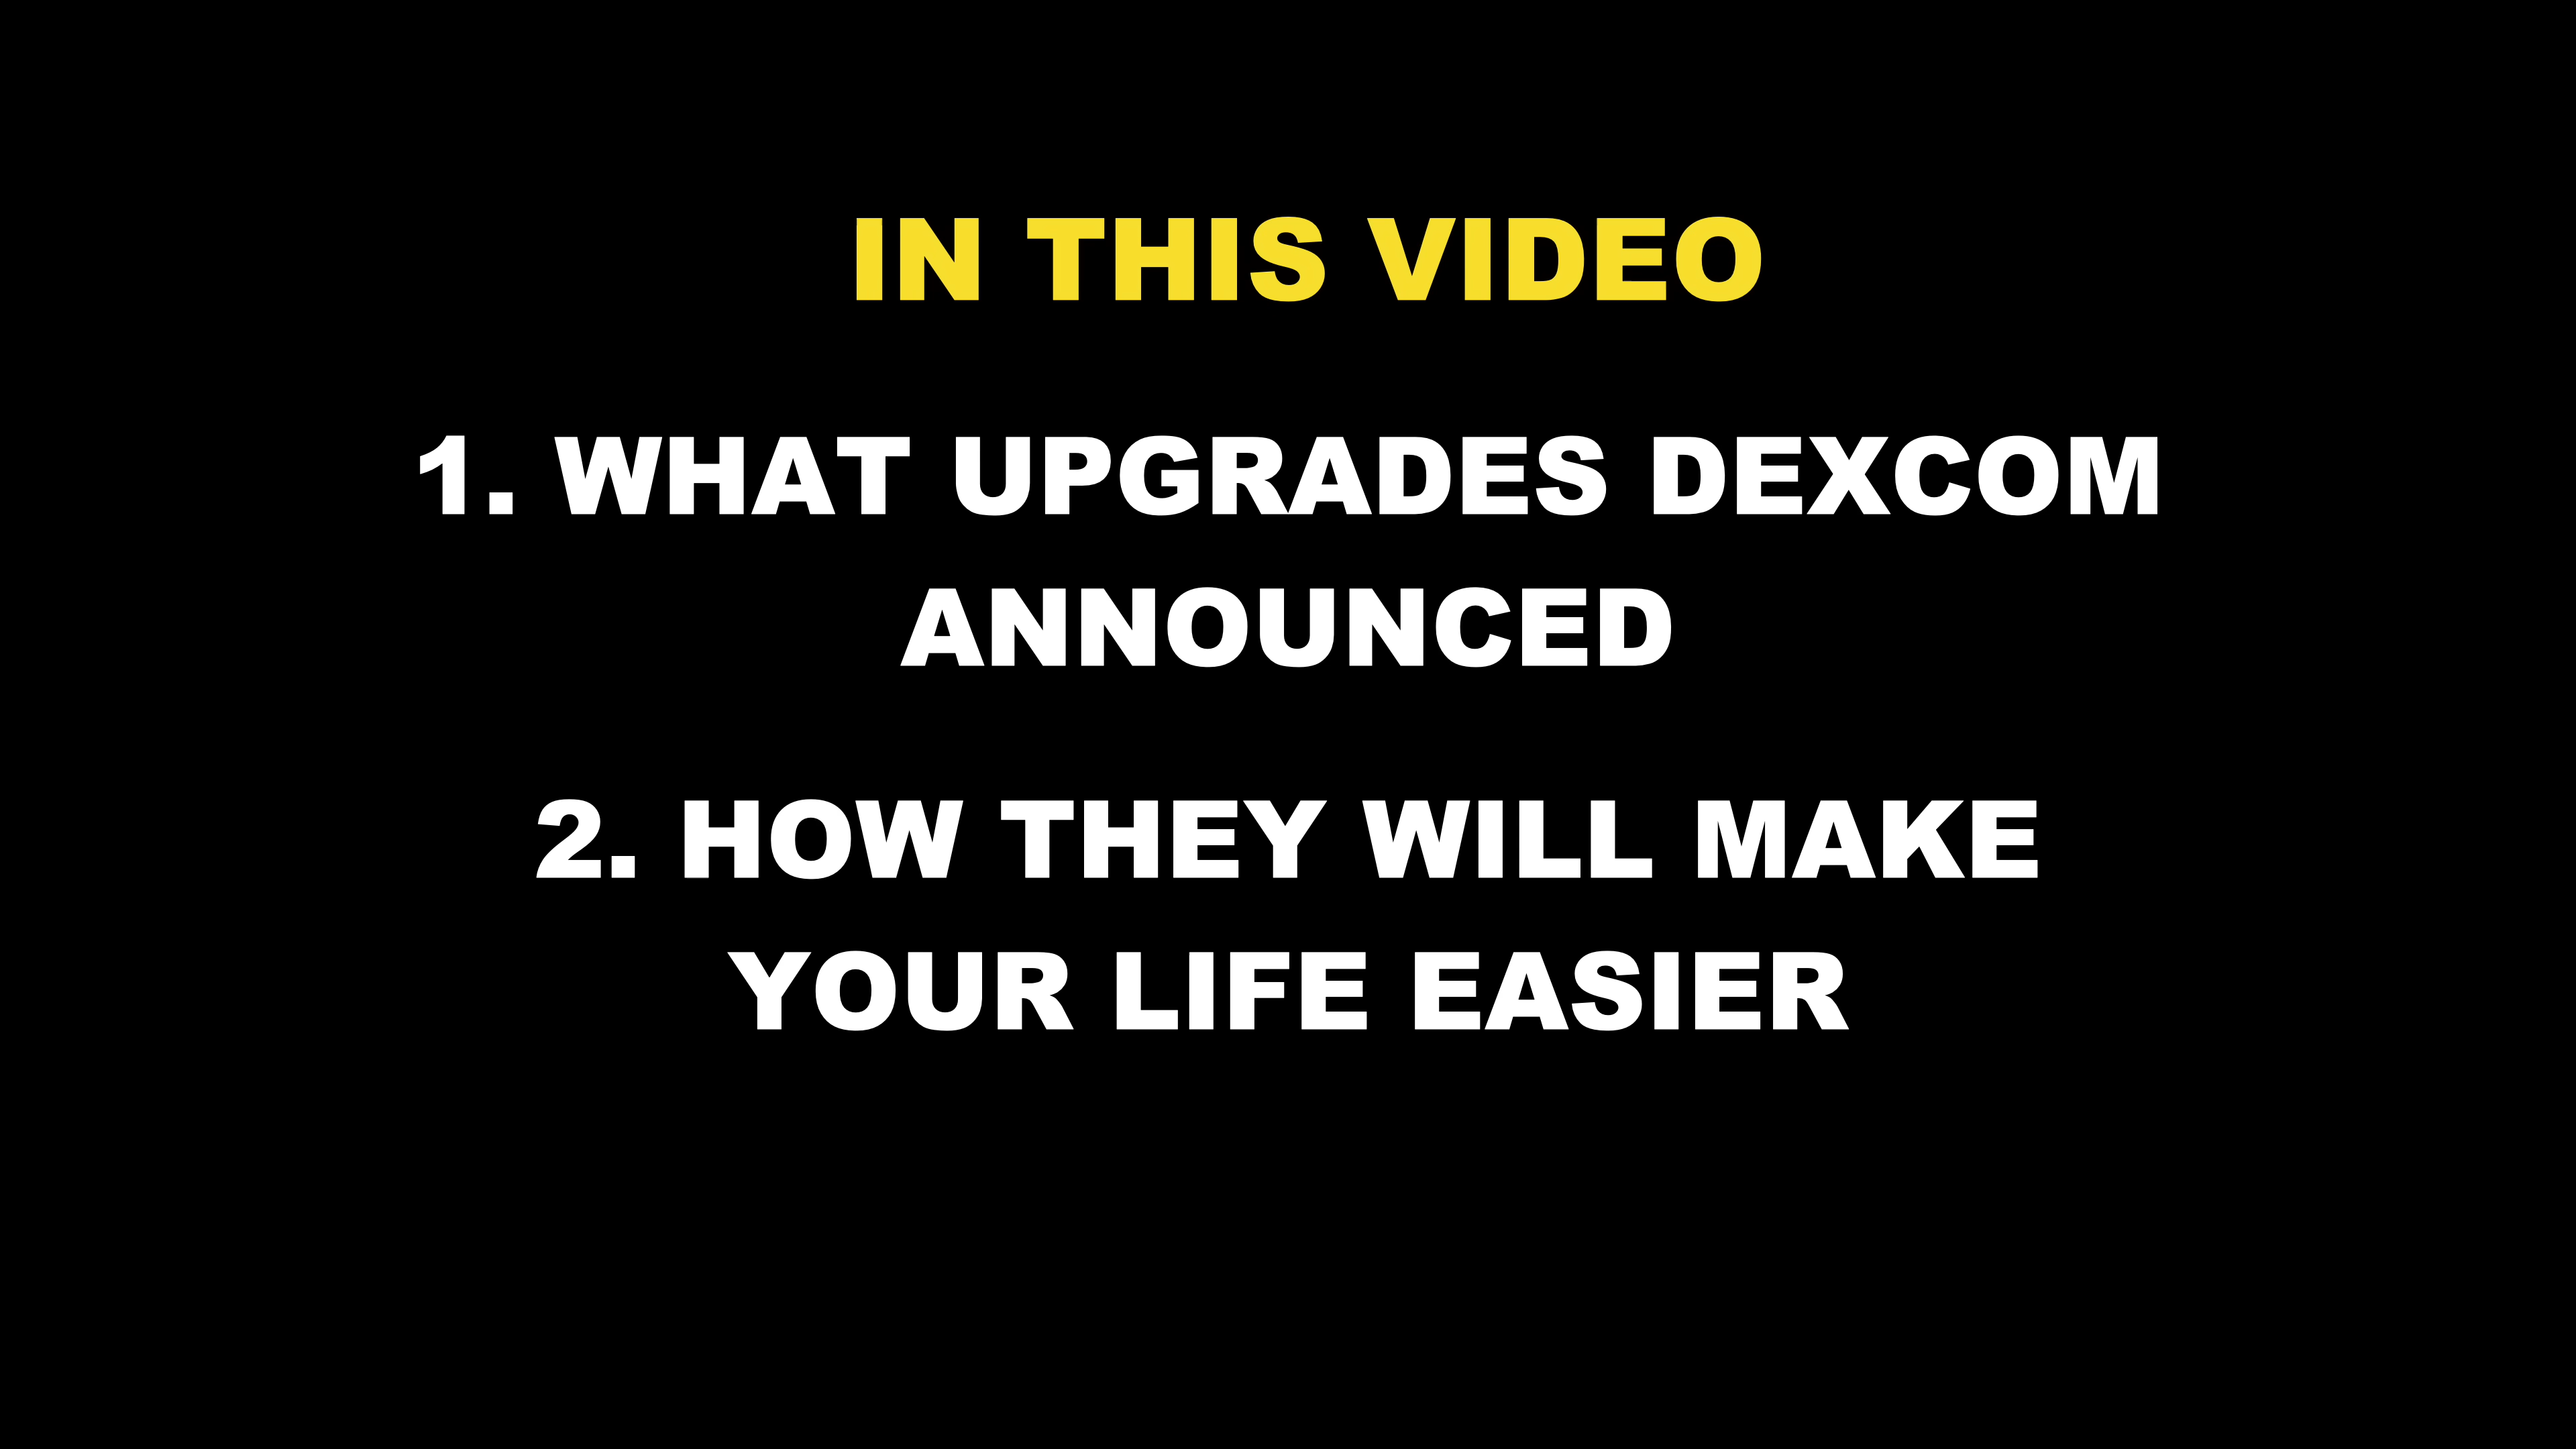 IN THIS VIDEO
1. WHAT UPGRADES DEXCOM
ANNOUNCED
2. HOW THEY WILL MAKE
YOUR LIFE EASIER